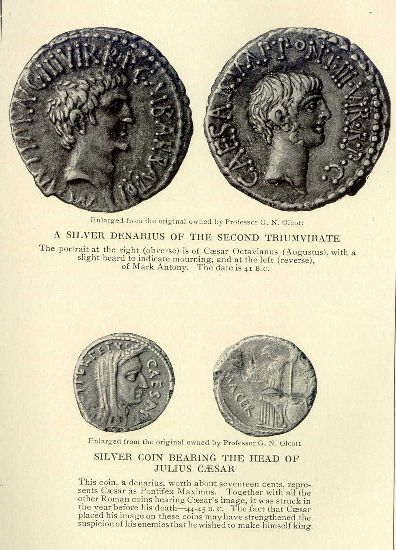 CAESAR
Enlarged from the original owned by Professor G. N. Olcott
A SILVER DENARIUS OF THE SECOND TRIUMVIRATE
The portrait at the right (obverse) is of Cæsar Octavianus (Augustus), with a
slight beard to indicate mourning; and at the left (reverse),
of Mark Antony. The date is 41 B.C.
CAESAR
MACER
Enlarged from the original owned by Professor G. N. Olcott
SILVER COIN BEARING THE HEAD OF
JULIUS CÆSAR
This coin, a denarius, worth about seventeen cents, repre-
sents Cæsar as Pontifex Maximus. Together with all the
other Roman coins bearing Cæsar's image, it was struck in
the year before his death—44-45 B. C. The fact that Cæsar
placed his image on these coins may have strengthened the
suspicion of his enemies that he wished to make himself king